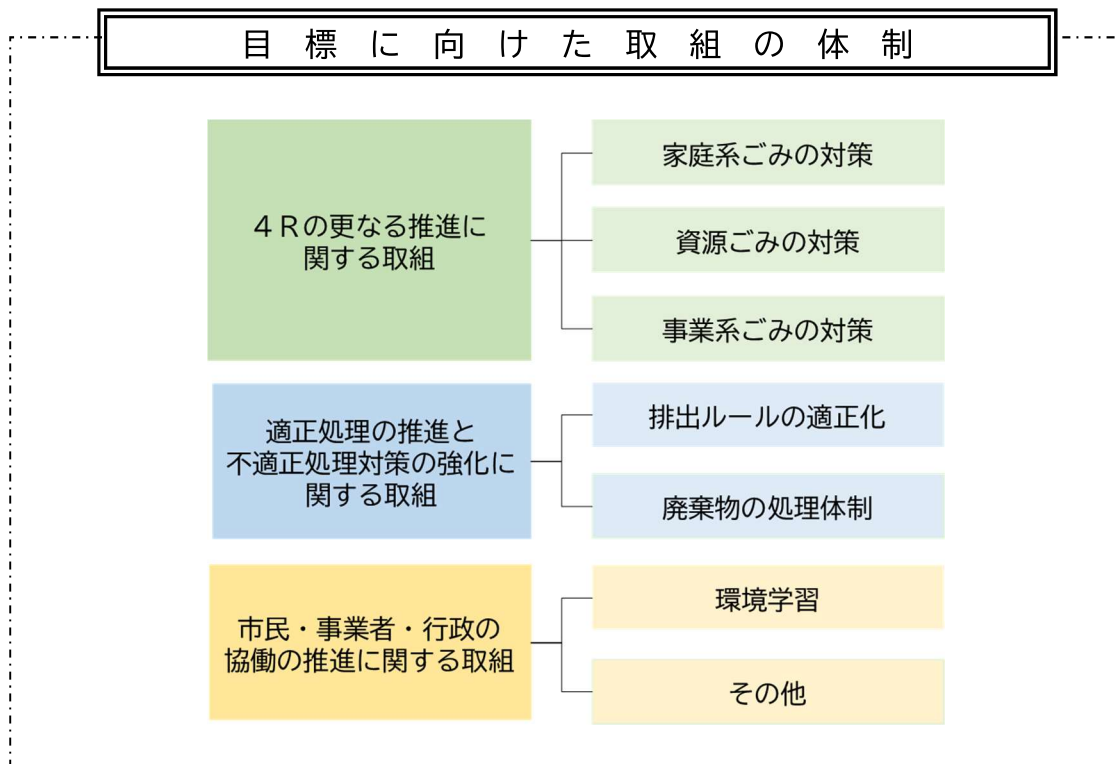 目標に向けた取組の体制
４Ｒの更なる推進に
関する取組
家庭系ごみの対策
資源ごみの対策
事業系ごみの対策
適正処理の推進と
不適正処理対策の強化に
関する取組
排出ルールの適正化
廃棄物の処理体制
市民・事業者・行政の
協働の推進に関する取組
環境学習
その他